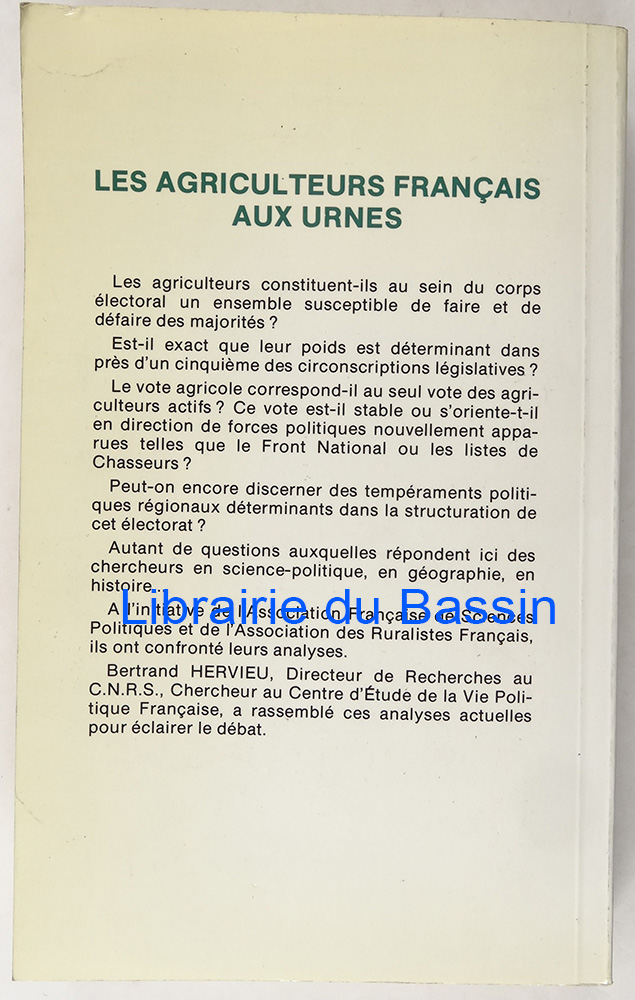 LES AGRICULTEURS FRANÇAIS
AUX URNES
Les agriculteurs constituent-ils au sein du corps
électoral un ensemble susceptible de faire et de
défaire des majorités ?
Est-il exact que leur poids est déterminant dans
près d'un cinquième des circonscriptions législatives ?
Le vote agricole correspond-il au seul vote des agri-
culteurs actifs ? Ce vote est-il stable ou s'oriente-t-il
en direction de forces politiques nouvellement appa-
rues telles que le Front National ou les listes de
Chasseurs ?
Peut-on encore discerner des tempéraments politi-
ques régionaux déterminants dans la structuration de
cet électorat ?
Autant de questions auxquelles répondent ici des
chercheurs en science-politique, en géographie, en
histoire...
Librairie du Bassin
A l'initiative de l'Association Française de Sciences
Politiques et de l'Association des Ruralistes Français,
ils ont confronté leurs analyses.
Bertrand HERVIEU, Directeur de Recherches au
C.N.R.S., Chercheur au Centre d'Étude de la Vie Poli-
tique Française, a rassemblé ces analyses actuelles
pour éclairer le débat.